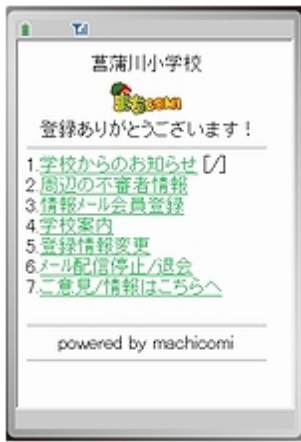 菖蒲川小学校
まちcomi
登録ありがとうございます！
1.学校からのお知らせ [/]
2.周辺の不審者情報
3.情報ﾒｰﾙ会員登録
4.学校案内
5.登録情報変更
6.ﾒｰﾙ配信停止/退会
7.ご意見/情報はこちらへ
powered by machicomi